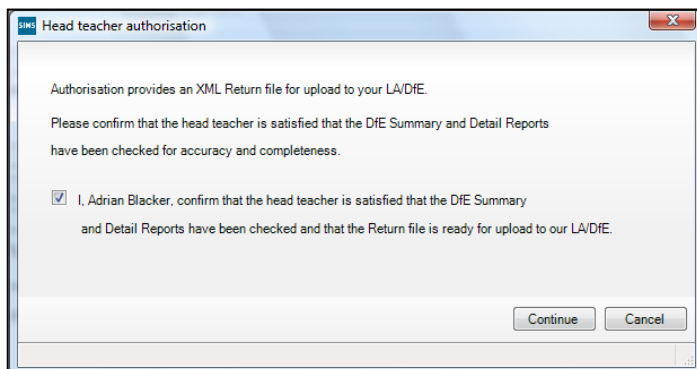 SIMS Head teacher authorisation
Authorisation provides an XML Return file for upload to your LA/DfE.
Please confirm that the head teacher is satisfied that the DfE Summary and Detail Reports
have been checked for accuracy and completeness.
I, Adrian Blacker, confirm that the head teacher is satisfied that the DfE Summary
and Detail Reports have been checked and that the Return file is ready for upload to our LA/DfE.
Continue Cancel